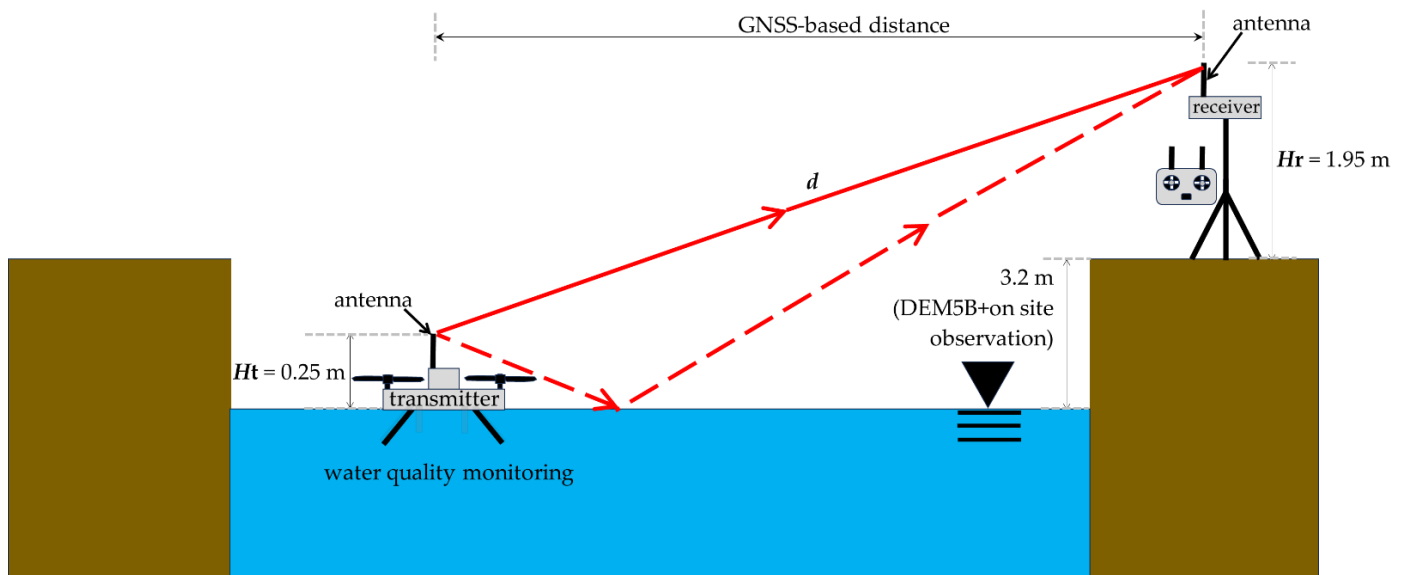 GNSS-based distance
antenna
receiver
Hr = 1.95 m
d
3.2 m
(DEM5B+on site
observation)
antenna
Ht = 0.25 m
transmitter
water quality monitoring